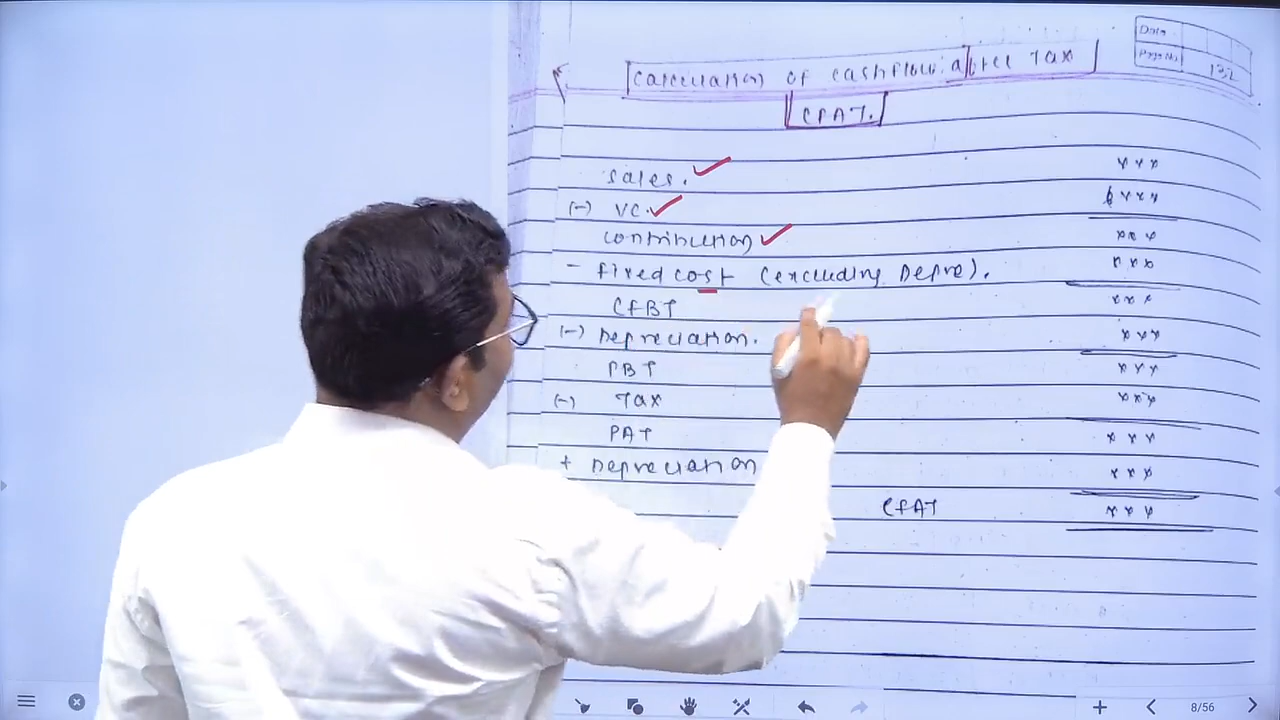 Date
Page No 132
Calculation of cashflow after Tax
CFAT.
Sales. xxx
(-) VC. xxx
Contribution xxx
- fixed cost (excluding Depre). xxx
CFBT xxx
(-) Depreciation. xxx
PBT xxx
(-) Tax xxx
PAT xxx
+ Depreciation xxx
CFAT xxx
8/56